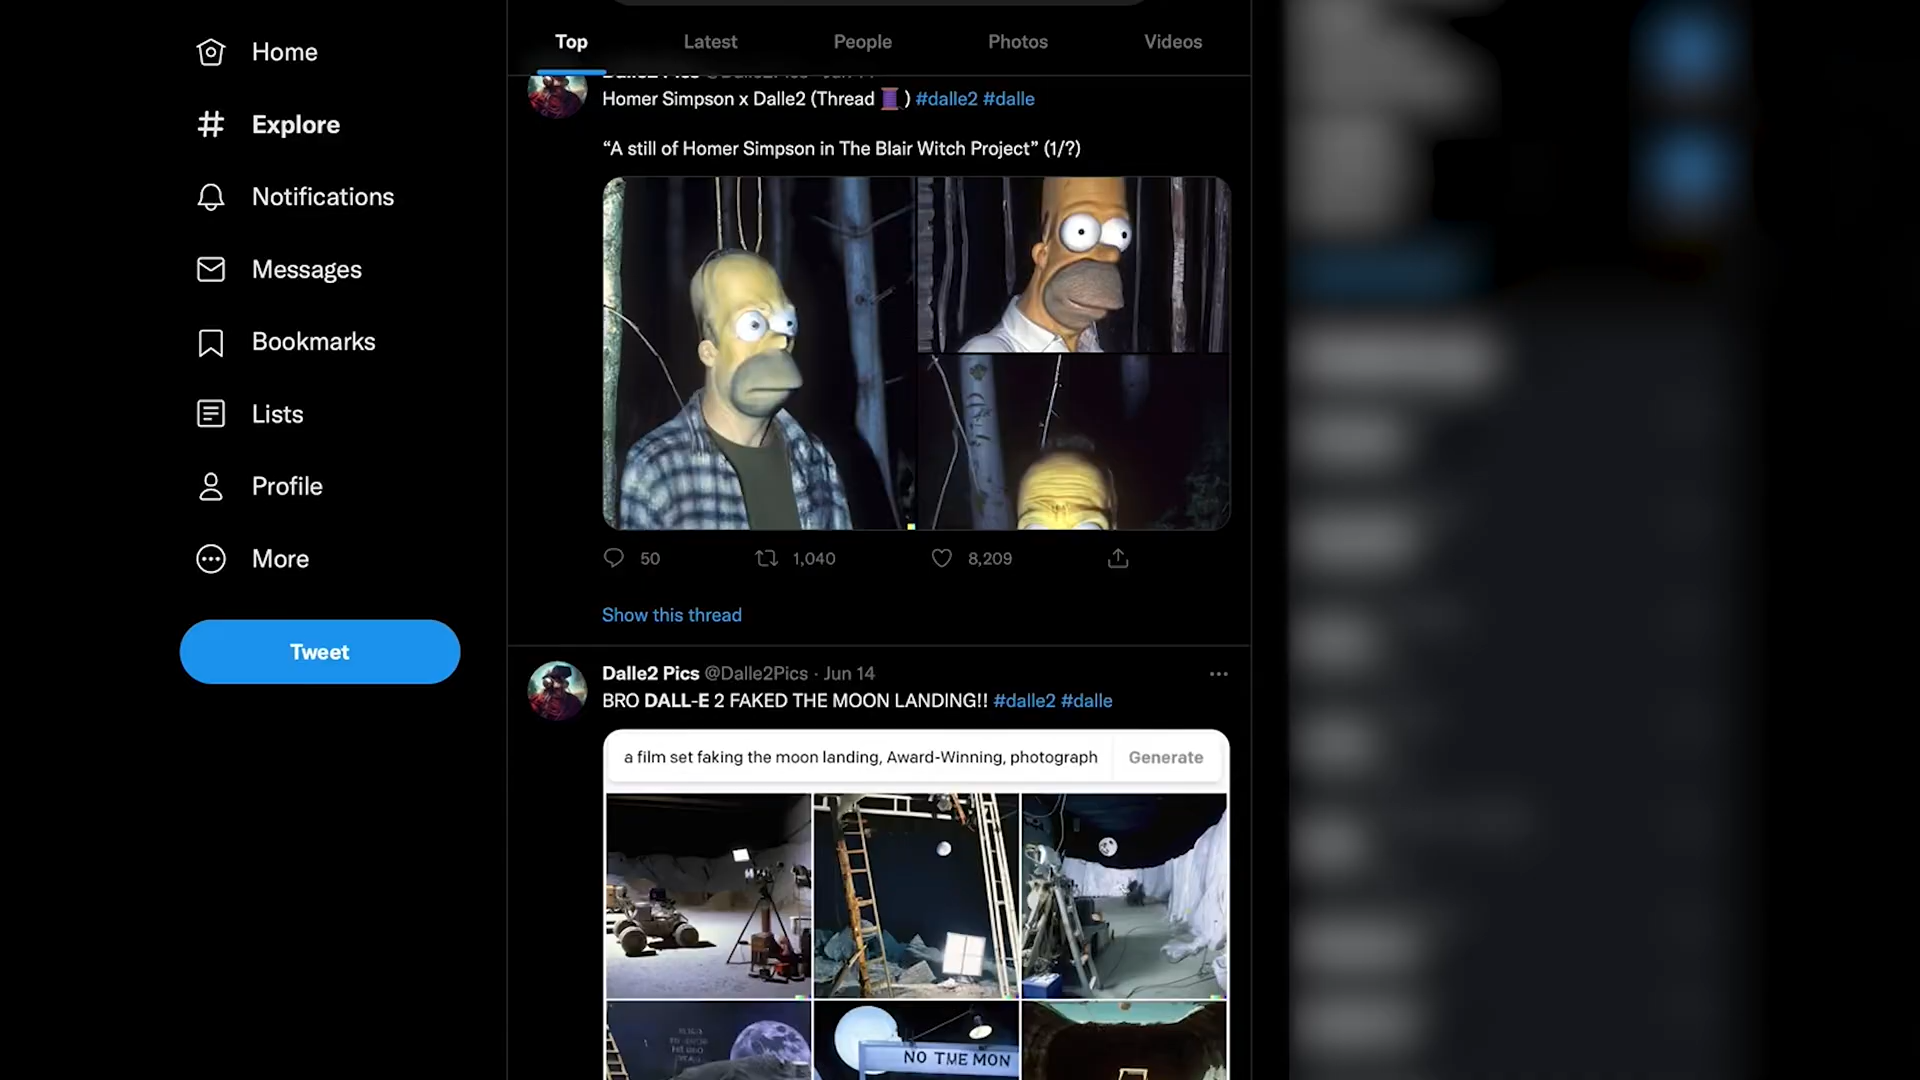 Home
Explore
Notifications
Messages
Bookmarks
Lists
Profile
More
Tweet
Top Latest People Photos Videos
Homer Simpson x Dalle2 (Thread 🧵) #dalle2 #dalle
“A still of Homer Simpson in The Blair Witch Project” (1/?)
50 1,040 8,209
Show this thread
Dalle2 Pics @Dalle2Pics · Jun 14
BRO DALL-E 2 FAKED THE MOON LANDING!! #dalle2 #dalle
a film set faking the moon landing, Award-Winning, photograph Generate
NO TUE MON